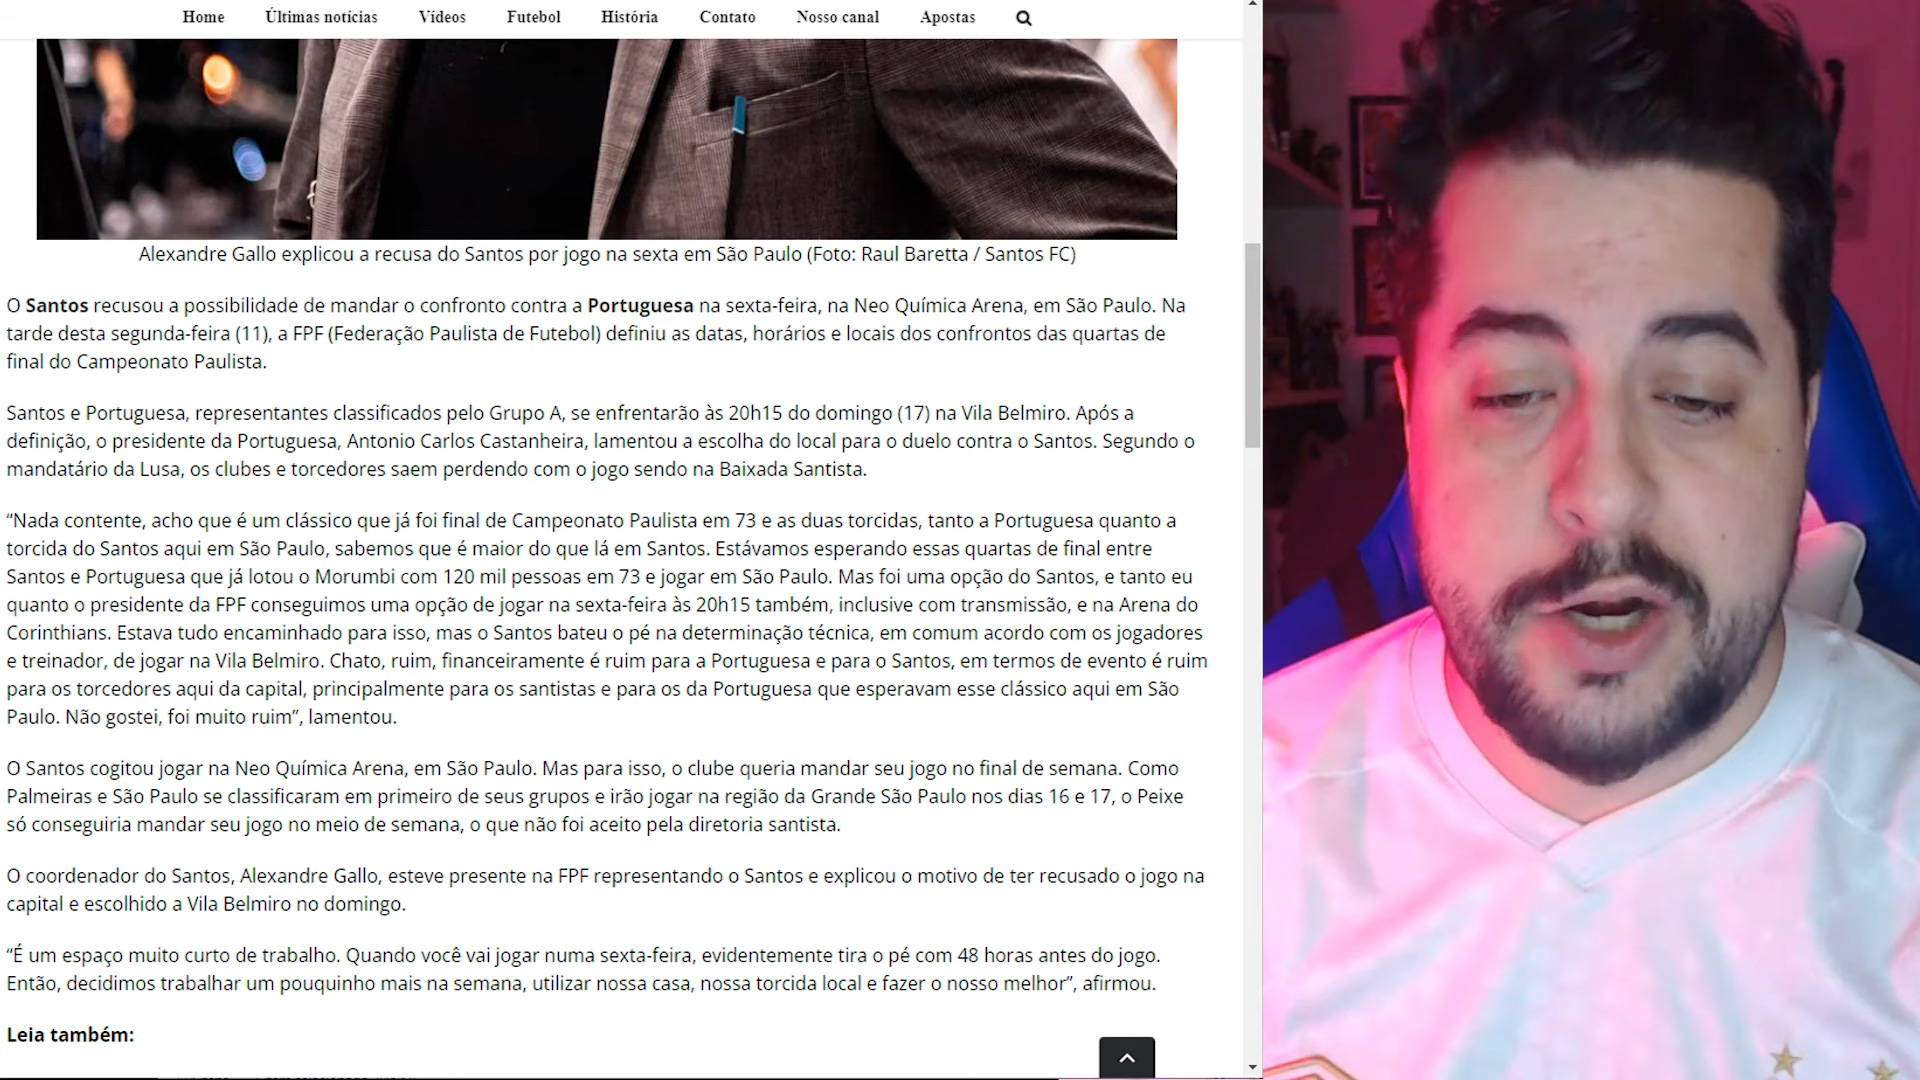 Home Últimas notícias Vídeos Futebol História Contato Nosso canal Apostas
Alexandre Gallo explicou a recusa do Santos por jogo na sexta em São Paulo (Foto: Raul Baretta / Santos FC)
O Santos recusou a possibilidade de mandar o confronto contra a Portuguesa na sexta-feira, na Neo Química Arena, em São Paulo. Na
tarde desta segunda-feira (11), a FPF (Federação Paulista de Futebol) definiu as datas, horários e locais dos confrontos das quartas de
final do Campeonato Paulista.
Santos e Portuguesa, representantes classificados pelo Grupo A, se enfrentarão às 20h15 do domingo (17) na Vila Belmiro. Após a
definição, o presidente da Portuguesa, Antonio Carlos Castanheira, lamentou a escolha do local para o duelo contra o Santos. Segundo o
mandatário da Lusa, os clubes e torcedores saem perdendo com o jogo sendo na Baixada Santista.
“Nada contente, acho que é um clássico que já foi final de Campeonato Paulista em 73 e as duas torcidas, tanto a Portuguesa quanto a
torcida do Santos aqui em São Paulo, sabemos que é maior do que lá em Santos. Estávamos esperando essas quartas de final entre
Santos e Portuguesa que já lotou o Morumbi com 120 mil pessoas em 73 e jogar em São Paulo. Mas foi uma opção do Santos, e tanto eu
quanto o presidente da FPF conseguimos uma opção de jogar na sexta-feira às 20h15 também, inclusive com transmissão, e na Arena do
Corinthians. Estava tudo encaminhado para isso, mas o Santos bateu o pé na determinação técnica, em comum acordo com os jogadores
e treinador, de jogar na Vila Belmiro. Chato, ruim, financeiramente é ruim para a Portuguesa e para o Santos, em termos de evento é ruim
para os torcedores aqui da capital, principalmente para os santistas e para os da Portuguesa que esperavam esse clássico aqui em São
Paulo. Não gostei, foi muito ruim”, lamentou.
O Santos cogitou jogar na Neo Química Arena, em São Paulo. Mas para isso, o clube queria mandar seu jogo no final de semana. Como
Palmeiras e São Paulo se classificaram em primeiro de seus grupos e irão jogar na região da Grande São Paulo nos dias 16 e 17, o Peixe
só conseguiria mandar seu jogo no meio de semana, o que não foi aceito pela diretoria santista.
O coordenador do Santos, Alexandre Gallo, esteve presente na FPF representando o Santos e explicou o motivo de ter recusado o jogo na
capital e escolhido a Vila Belmiro no domingo.
“É um espaço muito curto de trabalho. Quando você vai jogar numa sexta-feira, evidentemente tira o pé com 48 horas antes do jogo.
Então, decidimos trabalhar um pouquinho mais na semana, utilizar nossa casa, nossa torcida local e fazer o nosso melhor”, afirmou.
Leia também: